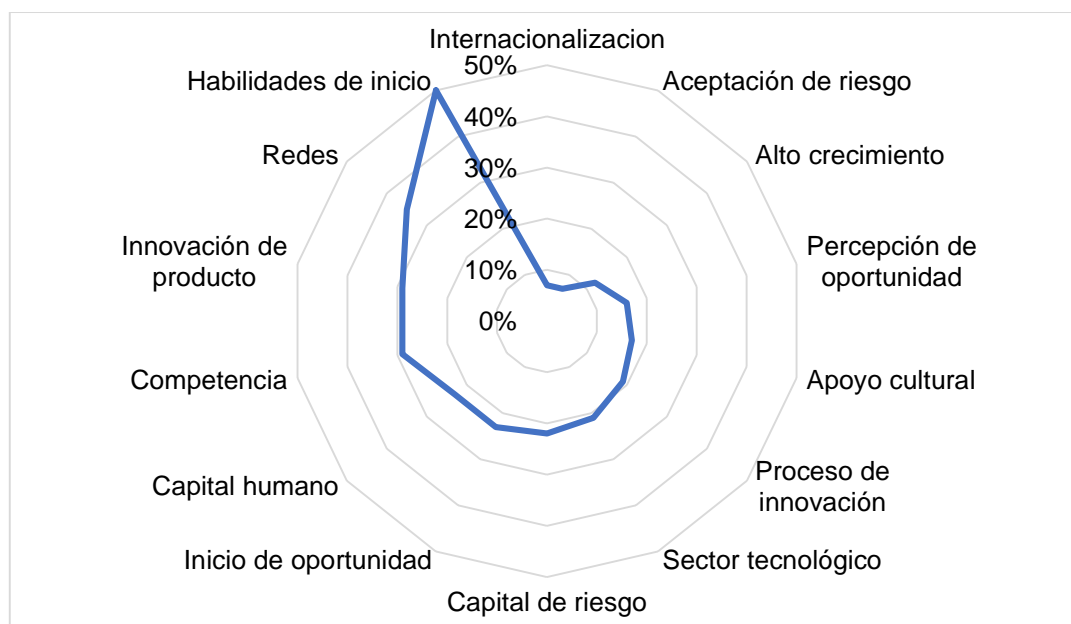 Internacionalizacion
50%
Habilidades de inicio
Aceptación de riesgo
40%
Redes
Alto crecimiento
30%
20%
Innovación de
producto
Percepción de
oportunidad
10%
0%
Competencia
Apoyo cultural
Capital humano
Proceso de
innovación
Inicio de oportunidad
Sector tecnológico
Capital de riesgo